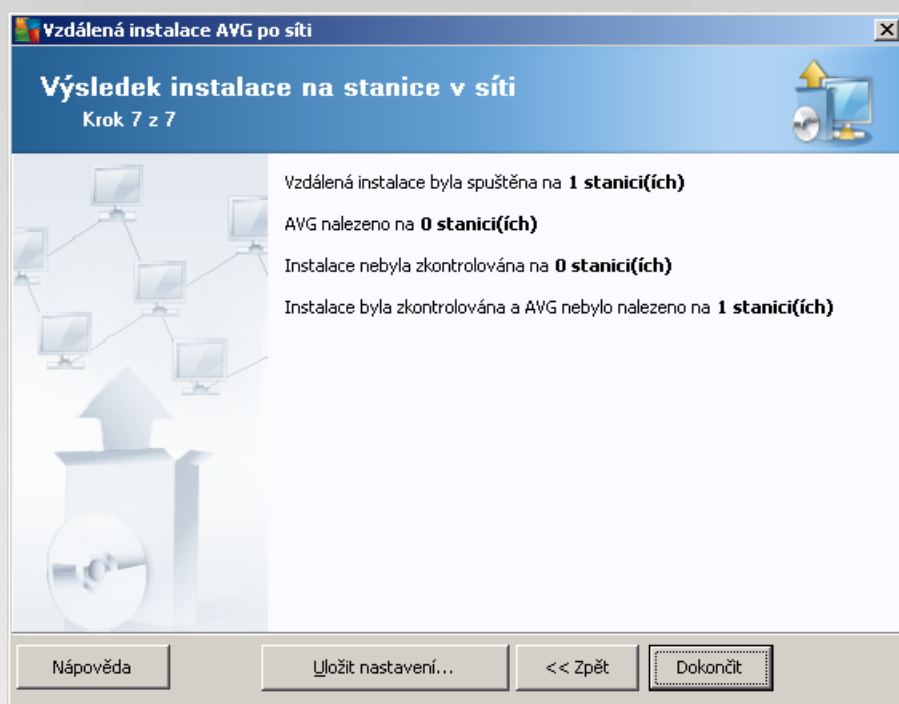 Vzdálená instalace AVG po síti
Výsledek instalace na stanice v síti
Krok 7 z 7
Vzdálená instalace byla spuštěna na 1 stanici(ích)
AVG nalezeno na 0 stanici(ích)
Instalace nebyla zkontrolována na 0 stanici(ích)
Instalace byla zkontrolována a AVG nebylo nalezeno na 1 stanici(ích)
Nápověda
Uložit nastavení...
<< Zpět
Dokončit